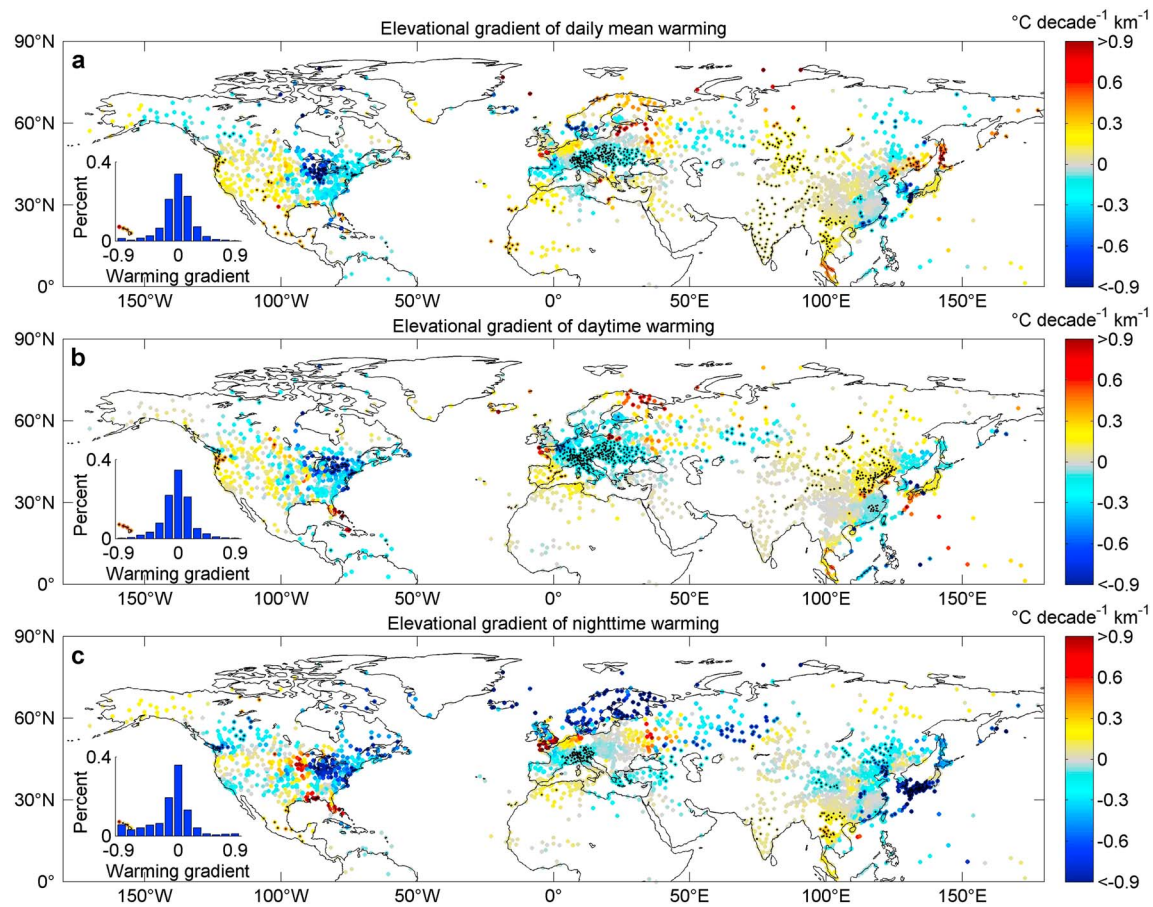 Elevational gradient of daily mean warming
°C decade⁻¹ km⁻¹
90°N
60°N
30°N
0°
a
0.4
0
Percent
-0.9 0 0.9
Warming gradient
150°W 100°W 50°W 0°E 50°E 100°E 150°E
>0.9
0.6
0.3
0
-0.3
-0.6
<-0.9
Elevational gradient of daytime warming
°C decade⁻¹ km⁻¹
90°N
60°N
30°N
0°
b
0.4
0
Percent
-0.9 0 0.9
Warming gradient
150°W 100°W 50°W 0°E 50°E 100°E 150°E
>0.9
0.6
0.3
0
-0.3
-0.6
<-0.9
Elevational gradient of nighttime warming
°C decade⁻¹ km⁻¹
90°N
60°N
30°N
0°
c
0.4
0
Percent
-0.9 0 0.9
Warming gradient
150°W 100°W 50°W 0°E 50°E 100°E 150°E
>0.9
0.6
0.3
0
-0.3
-0.6
<-0.9